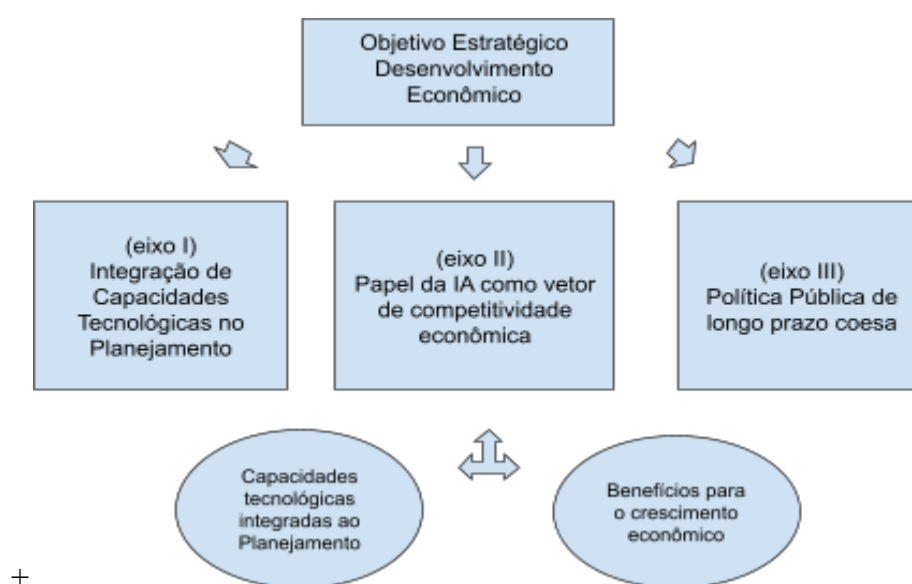 Objetivo Estratégico
Desenvolvimento
Econômico
(eixo I)
Integração de
Capacidades
Tecnológicas no
Planejamento
(eixo II)
Papel da IA como vetor
de competitividade
econômica
(eixo III)
Política Pública de
longo prazo coesa
Capacidades
tecnológicas
integradas ao
Planejamento
Benefícios para
o crescimento
econômico
+